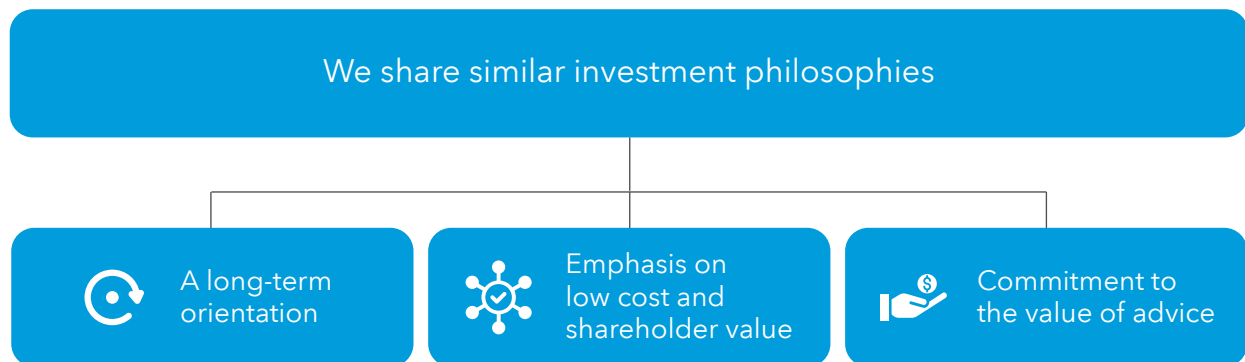 We share similar investment philosophies
A long-term
orientation
Emphasis on
low cost and
shareholder value
$
Commitment to
the value of advice